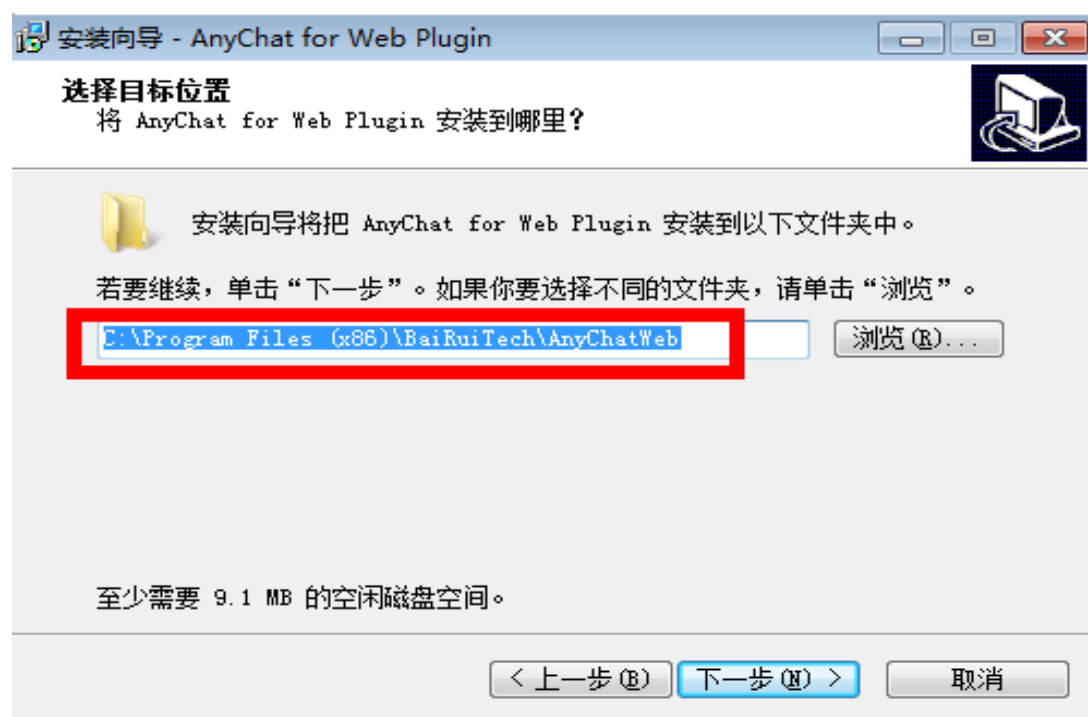 安装向导 - AnyChat for Web Plugin
选择目标位置
将 AnyChat for Web Plugin 安装到哪里?
安装向导将把 AnyChat for Web Plugin 安装到以下文件夹中。
若要继续，单击“下一步”。如果你要选择不同的文件夹，请单击“浏览”。
C:\Program Files (x86)\BaiRuiTech\AnyChatWeb 浏览(R)...
至少需要 9.1 MB 的空闲磁盘空间。
< 上一步(B) 下一步(N) > 取消